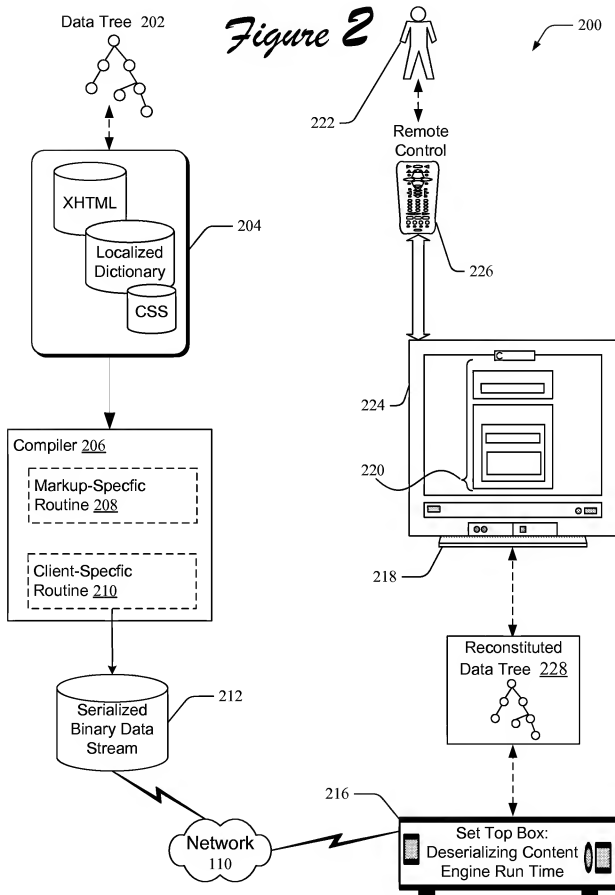 Data Tree 202
Figure 2
200
222
Remote
Control
XHTML
Localized
Dictionary
CSS
204
226
224
220
218
Compiler 206
Markup-Specfic
Routine 208
Client-Specfic
Routine 210
Serialized
Binary Data
Stream
212
Reconstituted
Data Tree 228
216
Network
110
Set Top Box:
Deserializing Content
Engine Run Time